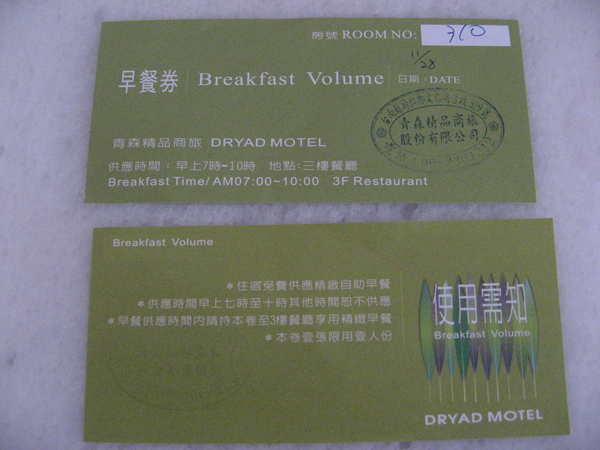 房號 ROOM NO: 310
11/28
早餐券 Breakfast Volume 日期:DATE
青森精品商旅
股份有限公司
青森精品商旅 DRYAD MOTEL
供應時間:早上7時~10時 地點:三樓餐廳
Breakfast Time/ AM07:00~10:00 3F Restaurant
Breakfast Volume
*住宿免費供應精緻自助早餐
*供應時間早上七時至十時其他時間恕不供應
*早餐供應時間內請持本卷至3樓餐廳享用精緻早餐
*本卷壹張限用壹人份
使用需知
Breakfast Volume
DRYAD MOTEL